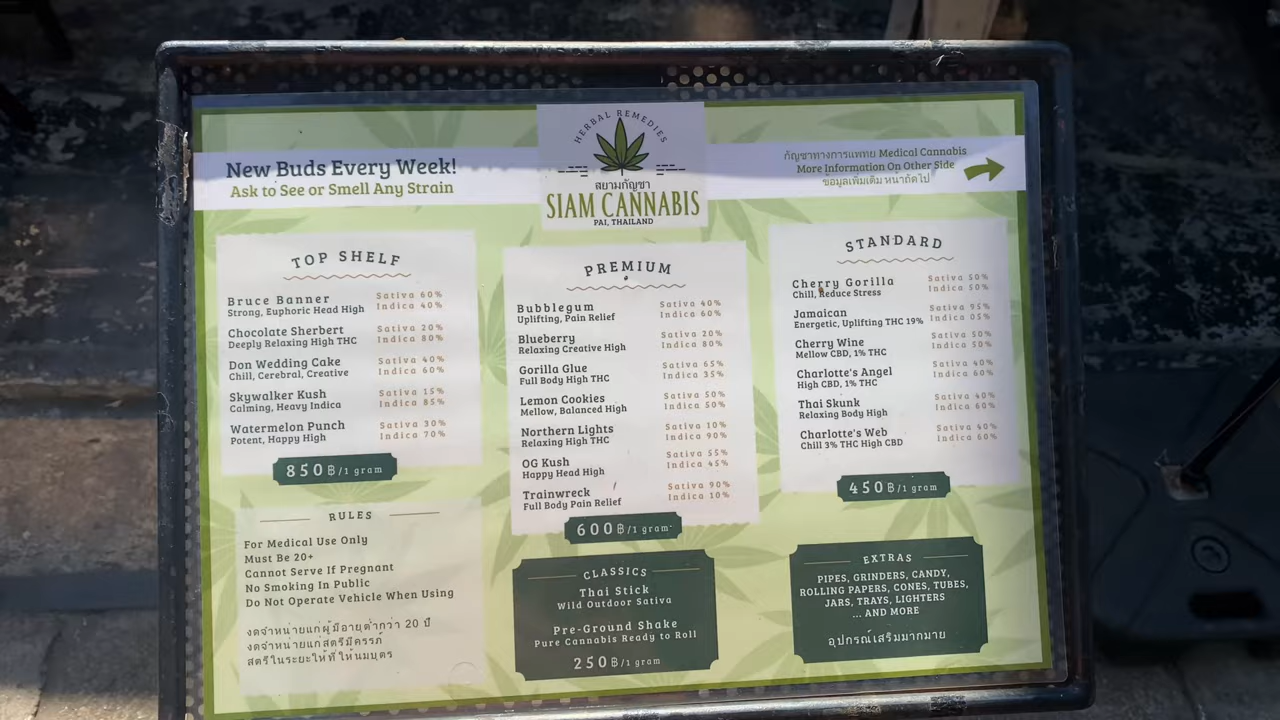 New Buds Every Week!
Ask to See or Smell Any Strain
HERBAL REMEDIES
สยามกัญชา
SIAM CANNABIS
PAI, THAILAND
กัญชาทางการแพทย Medical Cannabis
More Information On Other Side
ข้อมูลเพิ่มเติม หน้าถัดไป
TOP SHELF
Bruce Banner Sativa 60%
Strong, Euphoric Head High Indica 40%
Chocolate Sherbert Sativa 20%
Deeply Relaxing High THC Indica 80%
Don Wedding Cake Sativa 40%
Chill, Cerebral, Creative Indica 60%
Skywalker Kush Sativa 15%
Calming, Heavy Indica Indica 85%
Watermelon Punch Sativa 30%
Potent, Happy High Indica 70%
850฿/1 gram
PREMIUM
Bubblegum Sativa 40%
Uplifting, Pain Relief Indica 60%
Blueberry Sativa 20%
Relaxing Creative High Indica 80%
Gorilla Glue Sativa 65%
Full Body High THC Indica 35%
Lemon Cookies Sativa 50%
Mellow, Balanced High Indica 50%
Northern Lights Sativa 10%
Relaxing High THC Indica 90%
OG Kush Sativa 55%
Happy Head High Indica 45%
Trainwreck Sativa 90%
Full Body Pain Relief Indica 10%
600฿/1 gram
STANDARD
Cherry Gorilla Sativa 50%
Chill, Reduce Stress Indica 50%
Jamaican Sativa 95%
Energetic, Uplifting THC 19% Indica 05%
Cherry Wine Sativa 50%
Mellow CBD, 1% THC Indica 50%
Charlotte's Angel Sativa 40%
High CBD, 1% THC Indica 60%
Thai Skunk Sativa 40%
Relaxing Body High Indica 60%
Charlotte's Web Sativa 40%
Chill 3% THC High CBD Indica 60%
450฿/1 gram
RULES
For Medical Use Only
Must Be 20+
Cannot Serve If Pregnant
No Smoking In Public
Do Not Operate Vehicle When Using
งดจำหน่ายแก่ผู้มีอายุต่ำกว่า 20 ปี
งดจำหน่ายแก่สตรีมีครรภ์
สตรีในระยะให้ที่ให้นมบุตร
CLASSICS
Thai Stick
Wild Outdoor Sativa
Pre-Ground Shake
Pure Cannabis Ready to Roll
250฿/1 gram
EXTRAS
PIPES, GRINDERS, CANDY,
ROLLING PAPERS, CONES, TUBES,
JARS, TRAYS, LIGHTERS
... AND MORE
อุปกรณ์เสริมมากมาย